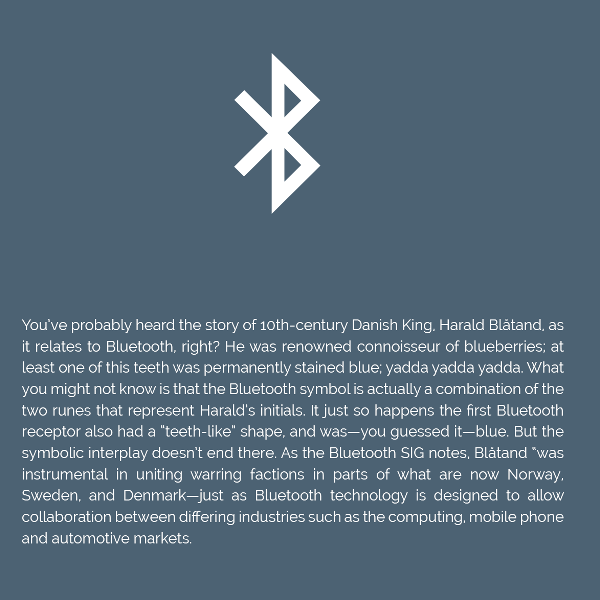 You've probably heard the story of 10th-century Danish King, Harald Blåtand, as
it relates to Bluetooth, right? He was renowned connoisseur of blueberries; at
least one of this teeth was permanently stained blue; yadda yadda yadda. What
you might not know is that the Bluetooth symbol is actually a combination of the
two runes that represent Harald's initials. It just so happens the first Bluetooth
receptor also had a "teeth-like" shape, and was—you guessed it—blue. But the
symbolic interplay doesn't end there. As the Bluetooth SIG notes, Blåtand "was
instrumental in uniting warring factions in parts of what are now Norway,
Sweden, and Denmark—just as Bluetooth technology is designed to allow
collaboration between differing industries such as the computing, mobile phone
and automotive markets.